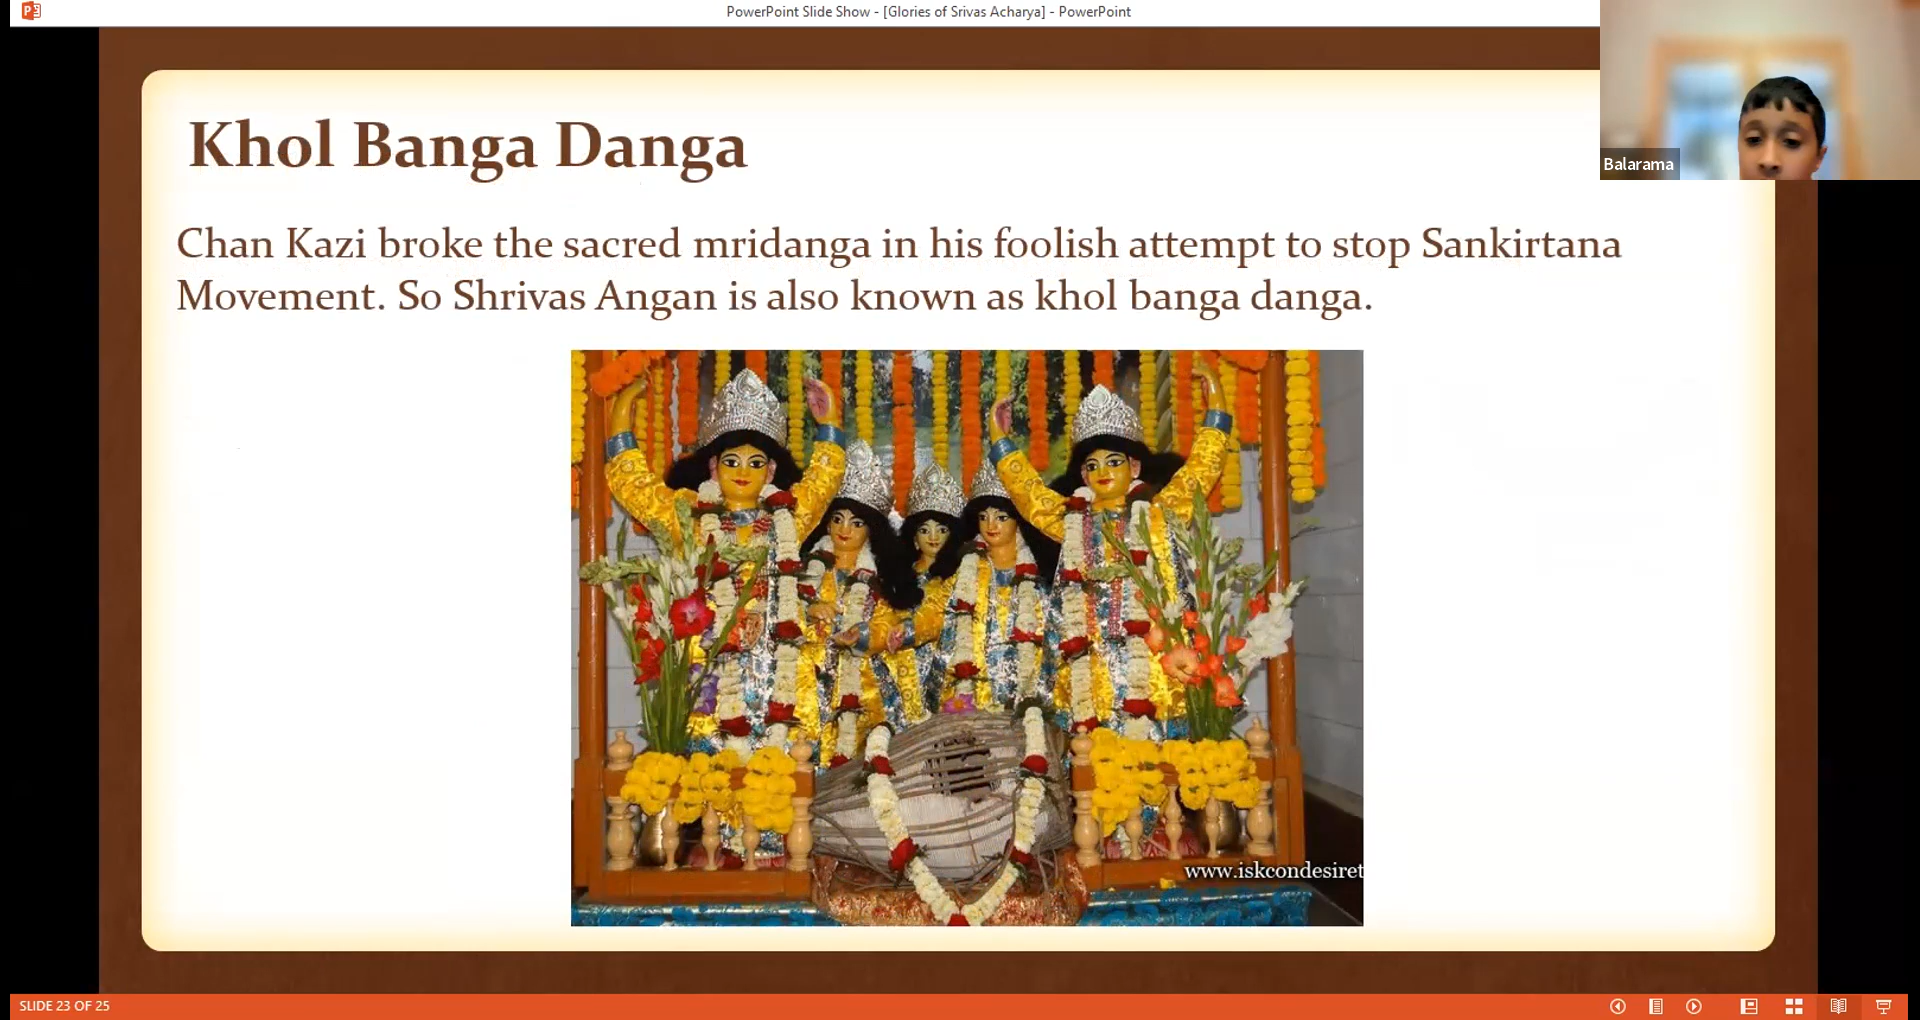 PowerPoint Slide Show - [Glories of Srivas Acharya] - PowerPoint
Khol Banga Danga
Balarama
Chan Kazi broke the sacred mridanga in his foolish attempt to stop Sankirtana
Movement. So Shrivas Angan is also known as khol banga danga.
www.iskcondesiret
SLIDE 23 OF 25